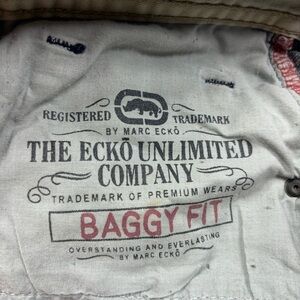 REGISTERED TRADEMARK
BY MARC ECKŌ
THE ECKŌ UNLIMITED
COMPANY
TRADEMARK OF PREMIUM WEARS
BAGGY FIT
OVERSTANDING AND EVERLASTING
BY MARC ECKŌ